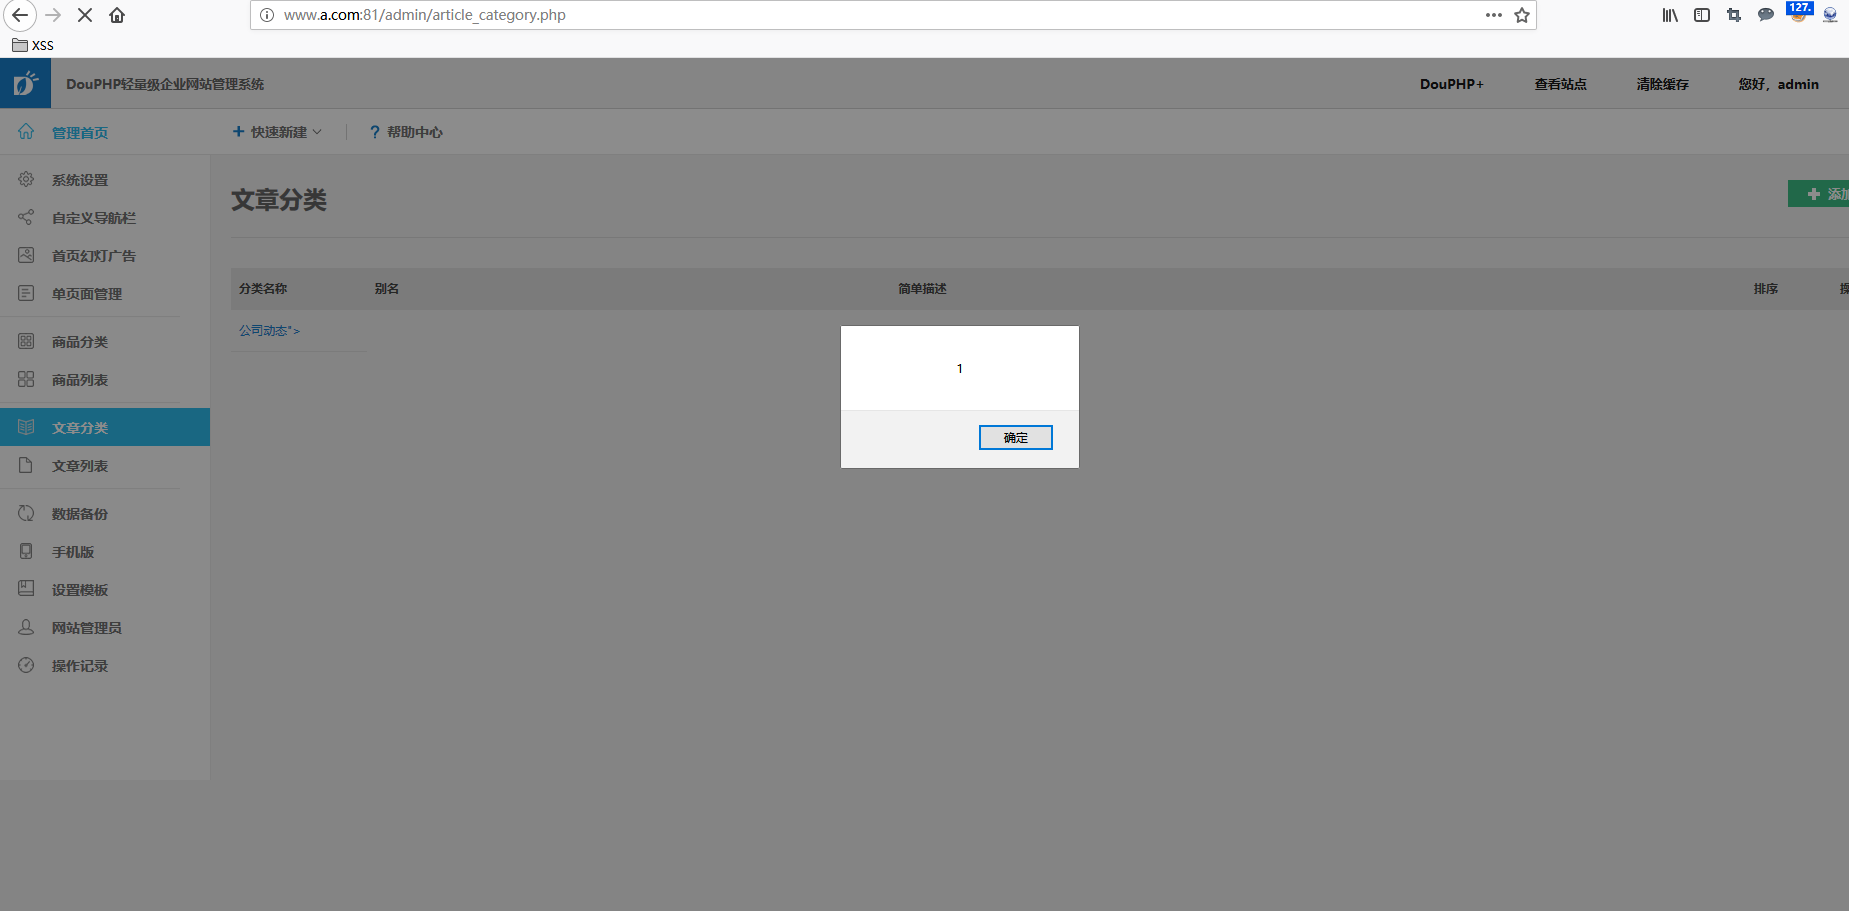 www.a.com:81/admin/article_category.php
127.
XSS
DouPHP轻量级企业网站管理系统
DouPHP+
查看站点
清除缓存
您好，admin
管理首页
快速新建
帮助中心
系统设置
自定义导航栏
首页幻灯广告
单页面管理
商品分类
商品列表
文章分类
文章列表
数据备份
手机版
设置模板
网站管理员
操作记录
文章分类
添加
分类名称
别名
简单描述
排序
公司动态">
1
确定